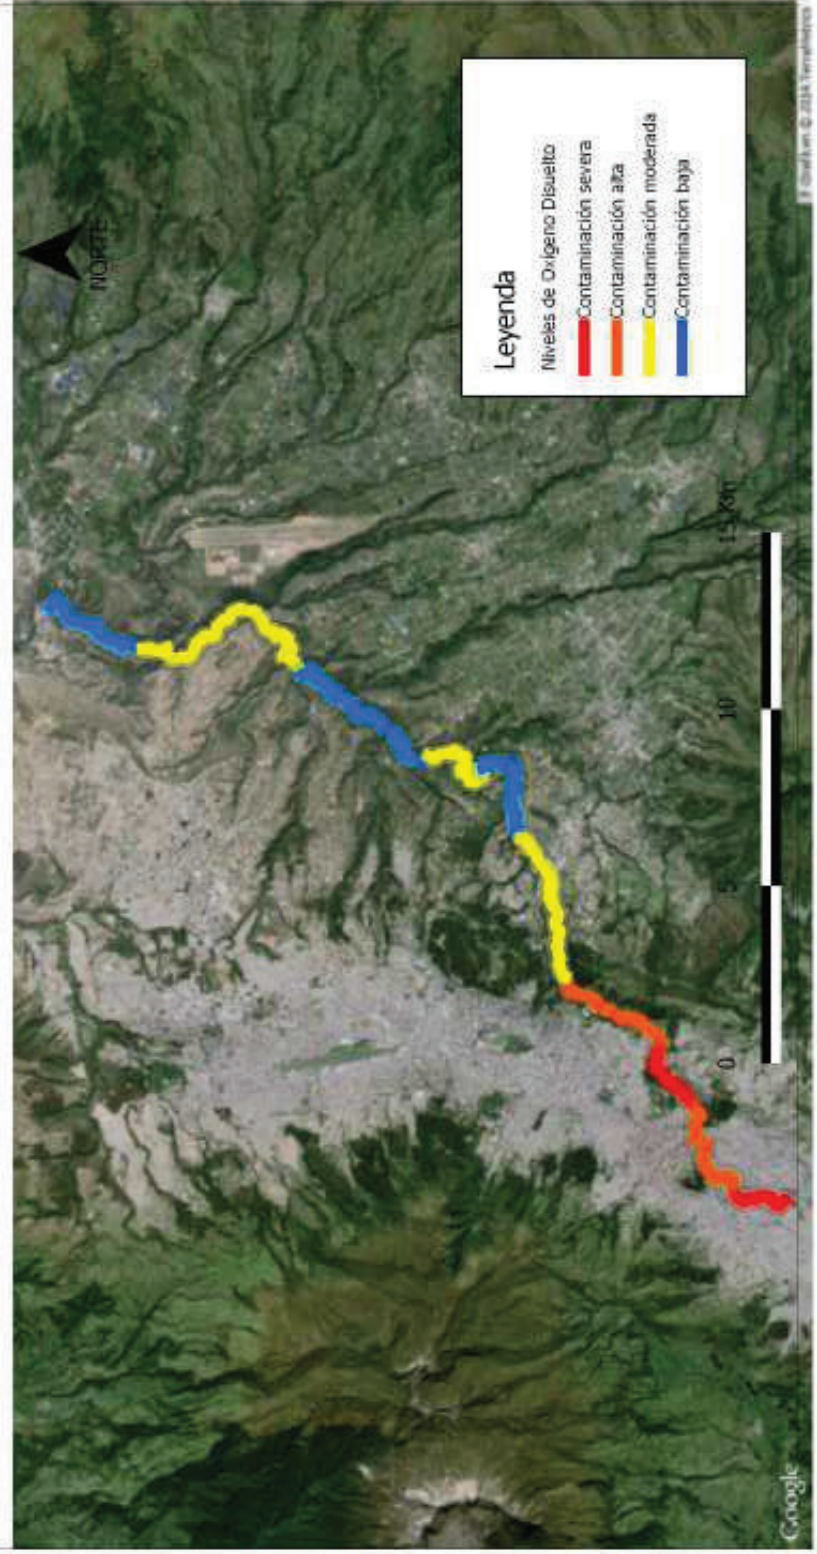 NORTE
Leyenda
Niveles de Oxigeno Disuelto
Contaminación severa
Contaminación alta
Contaminación moderada
Contaminación baja
0 5 10 15 Km
Google